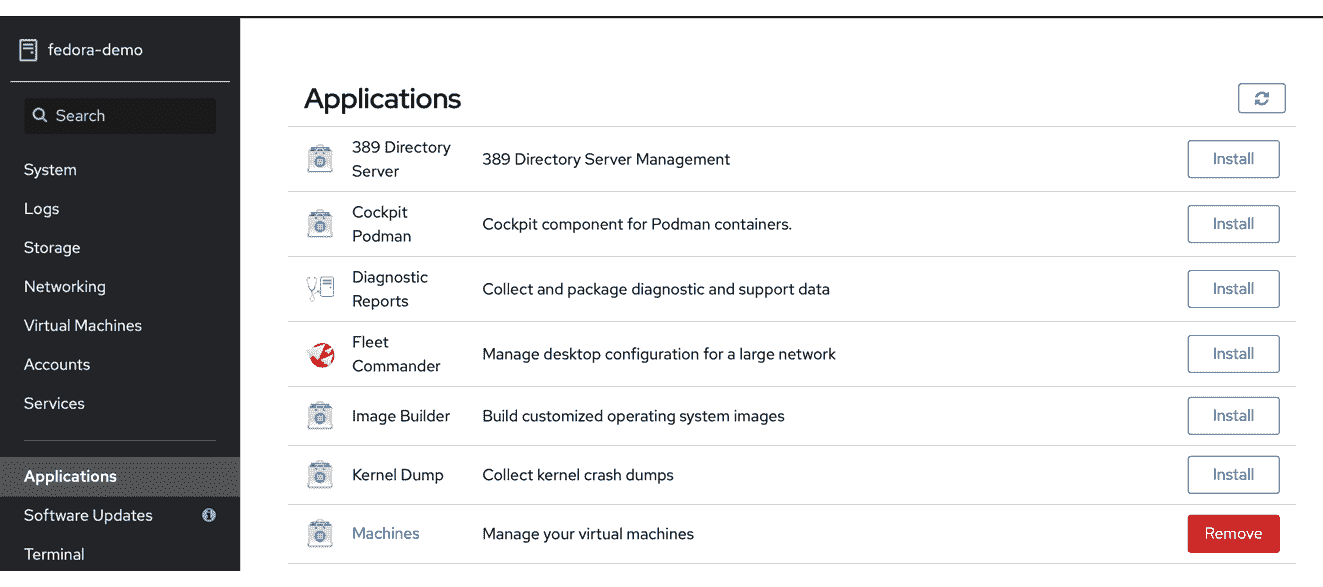 fedora-demo
Search
System
Logs
Storage
Networking
Virtual Machines
Accounts
Services
Applications
Software Updates
Terminal
Applications
389 Directory
Server
389 Directory Server Management
Install
Cockpit
Podman
Cockpit component for Podman containers.
Install
Diagnostic
Reports
Collect and package diagnostic and support data
Install
Fleet
Commander
Manage desktop configuration for a large network
Install
Image Builder
Build customized operating system images
Install
Kernel Dump
Collect kernel crash dumps
Install
Machines
Manage your virtual machines
Remove